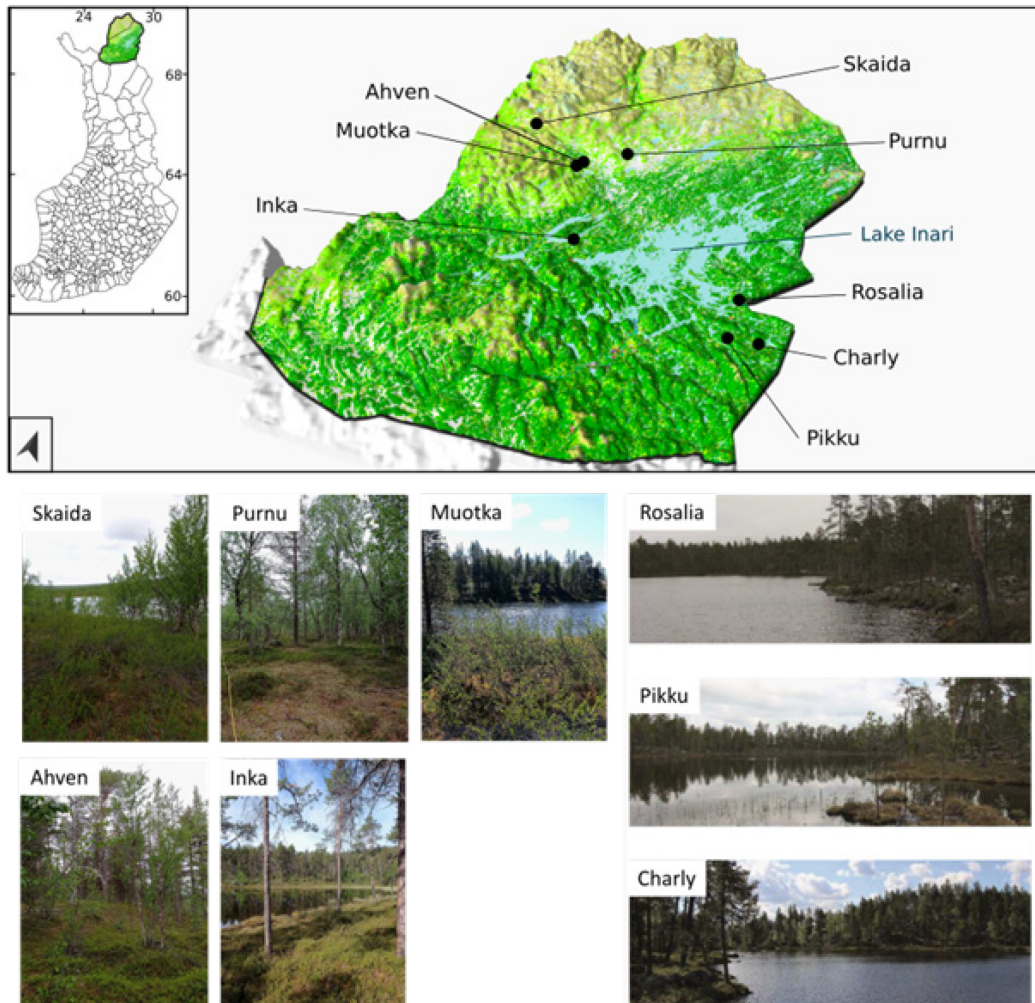 24 30
68
64
60
Skaida
Ahven
Muotka
Purnu
Inka
Lake Inari
Rosalia
Charly
Pikku
Skaida
Purnu
Muotka
Rosalia
Pikku
Ahven
Inka
Charly